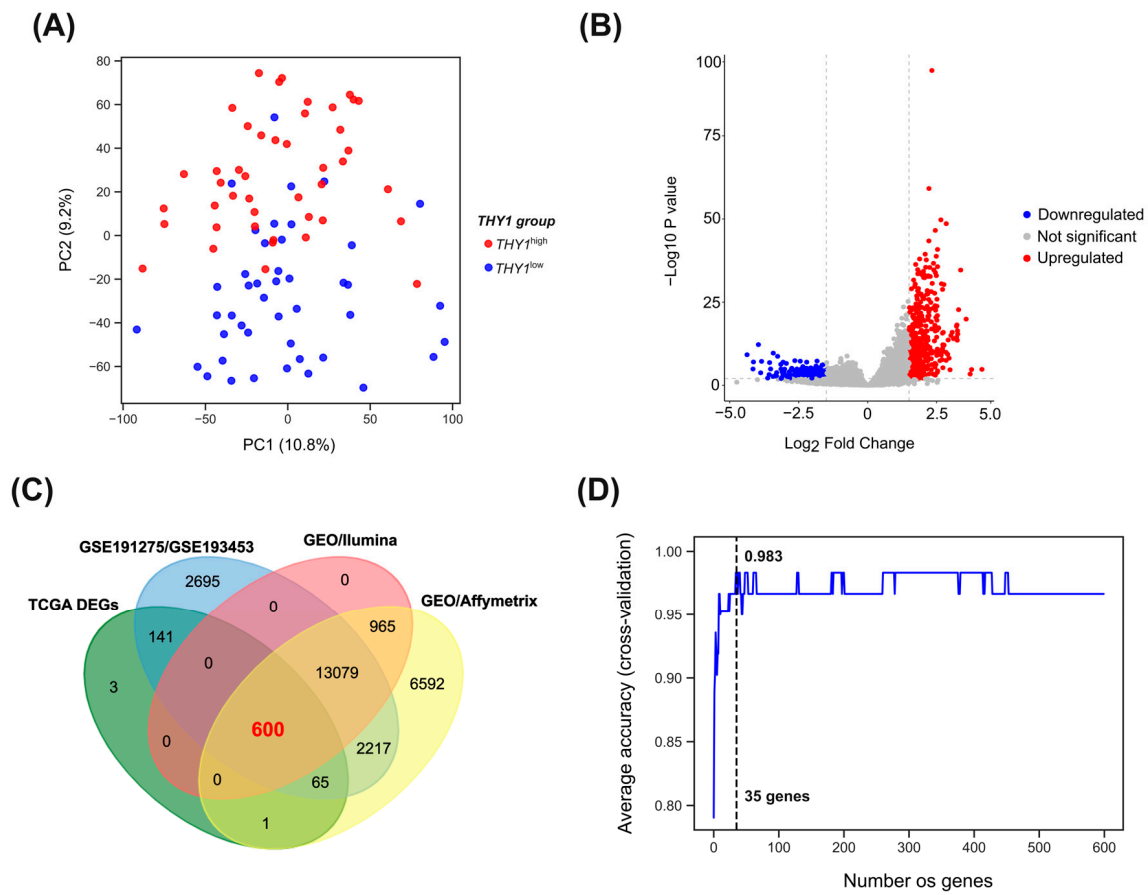 (A)
80
60
40
20
0
−20
−40
−60
−100
−50
0
50
100
PC2 (9.2%)
PC1 (10.8%)
THY1 group
THY1high
THY1low
(B)
100
75
50
25
0
−5.0
−2.5
0
2.5
5.0
−Log10 P value
Log2 Fold Change
Downregulated
Not significant
Upregulated
(C)
GSE191275/GSE193453
GEO/Ilumina
TCGA DEGs
GEO/Affymetrix
2695
0
0
965
141
0
13079
6592
3
600
0
2217
0
65
1
(D)
1.00
0.95
0.90
0.85
0.80
0
100
200
300
400
500
600
0.983
35 genes
Average accuracy (cross-validation)
Number os genes